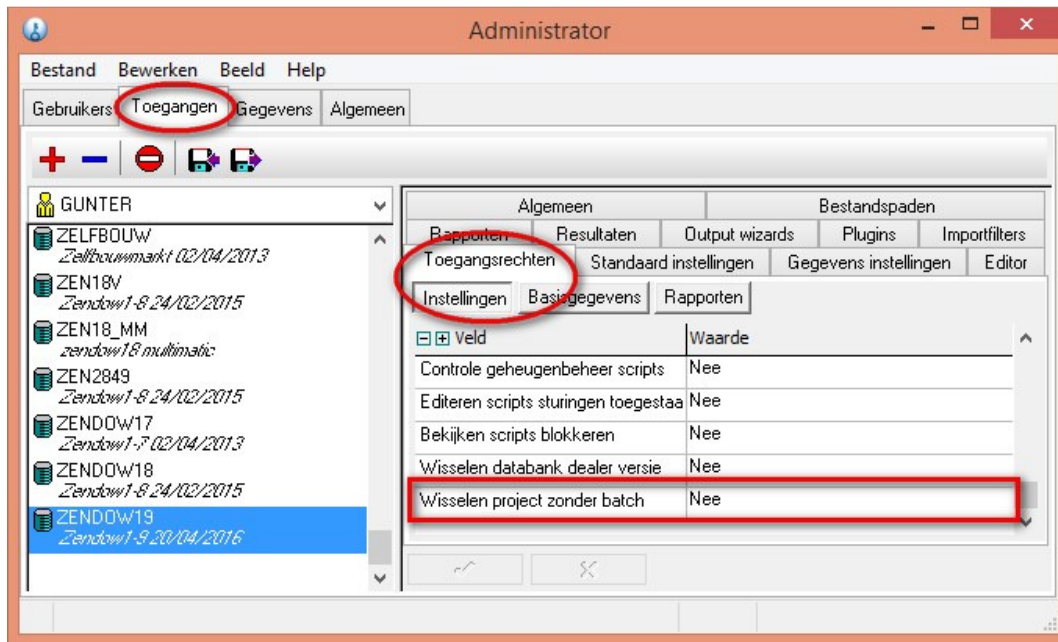 Administrator
Bestand Bewerken Beeld Help
Gebruikers Toegangen Gegevens Algemeen
GUNTER
ZELFBOUW
Zelfbouwmarkt 02/04/2013
ZEN18V
Zendow1-8 24/02/2015
ZEN18_MM
zendow18 multimatic
ZEN2849
Zendow1-8 24/02/2015
ZENDOW17
Zendow1-7 02/04/2013
ZENDOW18
Zendow1-8 24/02/2015
ZENDOW19
Zendow1-9 20/04/2016
Algemeen Bestandspaden
Rapporten Resultaten Output wizards Plugins Importfilters
Toegangsrechten Standaard instellingen Gegevens instellingen Editor
Instellingen Basisgegevens Rapporten
Veld Waarde
Controle geheugenbeheer scripts Nee
Editeren scripts sturingen toegestaa Nee
Bekijken scripts blokkeren Nee
Wisselen databank dealer versie Nee
Wisselen project zonder batch Nee